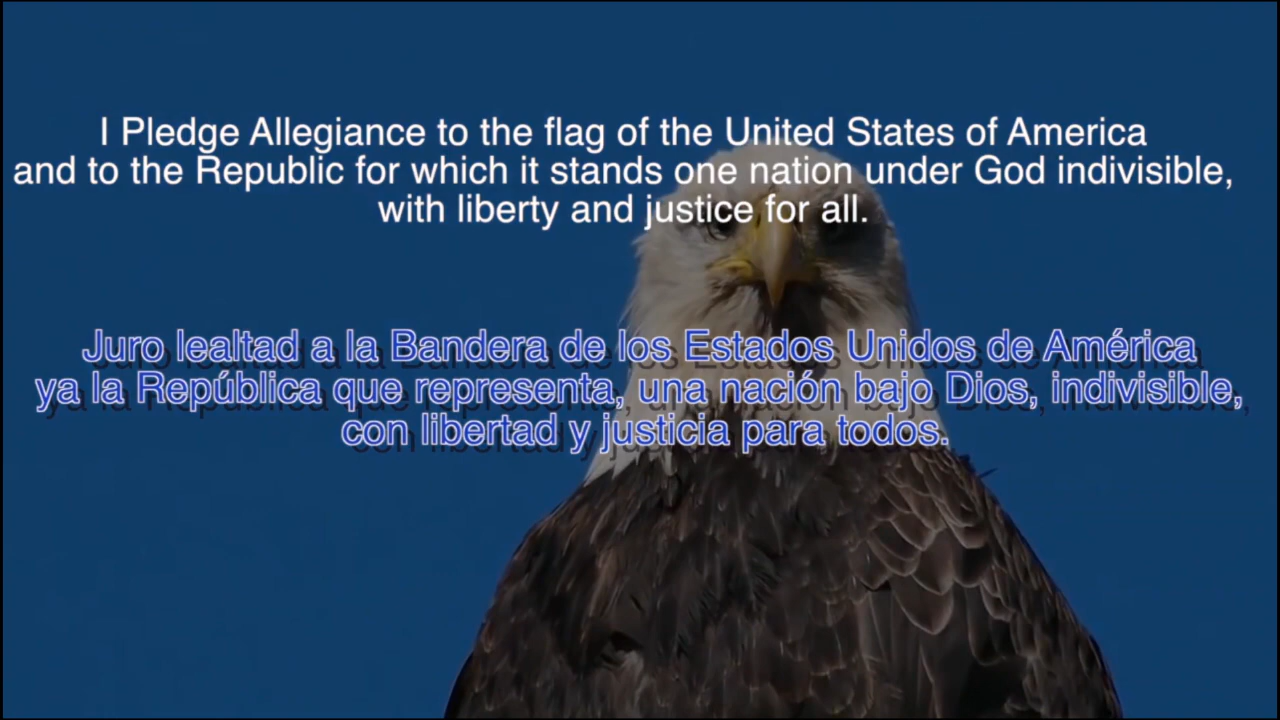 I Pledge Allegiance to the flag of the United States of America
and to the Republic for which it stands one nation under God indivisible,
with liberty and justice for all.
Juro lealtad a la Bandera de los Estados Unidos de América
ya la República que representa, una nación bajo Dios, indivisible,
con libertad y justicia para todos.